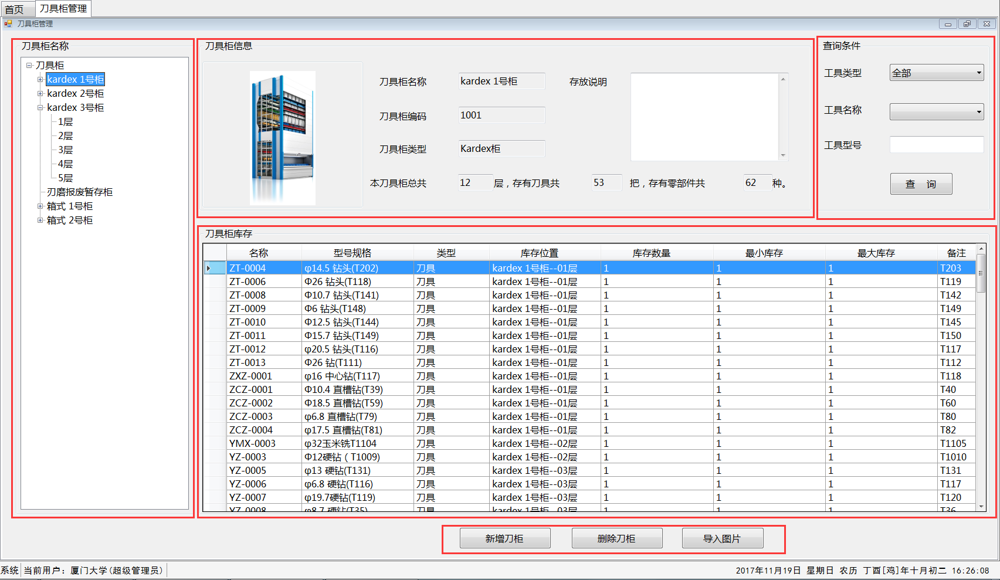 首页 刀具柜管理
刀具柜管理
刀具柜名称
刀具柜
kardex 1号柜
kardex 2号柜
kardex 3号柜
1层
2层
3层
4层
5层
刃磨报废暂存柜
箱式 1号柜
箱式 2号柜
刀具柜信息
刀具柜名称 kardex 1号柜 存放说明
刀具柜编码 1001
刀具柜类型 Kardex柜
本刀具柜总共 12 层，存有刀具共 53 把，存有零部件共 62 种。
查询条件
工具类型 全部
工具名称
工具型号
查 询
刀具柜库存
名称 型号规格 类型 库存位置 库存数量 最小库存 最大库存 备注
ZT-0004 φ14.5 钻头(T202) 刀具 kardex 1号柜--01层 1 1 1 T203
ZT-0006 Φ26 钻头(T118) 刀具 kardex 1号柜--01层 1 1 1 T119
ZT-0008 Φ10.7 钻头(T141) 刀具 kardex 1号柜--01层 1 1 1 T142
ZT-0009 Φ6 钻头(T148) 刀具 kardex 1号柜--01层 1 1 1 T149
ZT-0010 Φ12.5 钻头(T144) 刀具 kardex 1号柜--01层 1 1 1 T145
ZT-0011 Φ15.7 钻头(T149) 刀具 kardex 1号柜--01层 1 1 1 T150
ZT-0012 φ20.5 钻头(T116) 刀具 kardex 1号柜--01层 1 1 1 T117
ZT-0013 Φ26 钻(T111) 刀具 kardex 1号柜--01层 1 1 1 T112
ZXZ-0001 φ16 中心钻(T117) 刀具 kardex 1号柜--01层 1 1 1 T118
ZCZ-0001 Φ10.4 直槽钻(T39) 刀具 kardex 1号柜--01层 1 1 1 T40
ZCZ-0002 Φ18.5 直槽钻(T59) 刀具 kardex 1号柜--01层 1 1 1 T60
ZCZ-0003 φ6.8 直槽钻(T79) 刀具 kardex 1号柜--01层 1 1 1 T80
ZCZ-0004 φ17.5 直槽钻(T81) 刀具 kardex 1号柜--01层 1 1 1 T82
YMX-0003 φ32玉米铣T1104 刀具 kardex 1号柜--02层 1 1 1 T1105
YZ-0003 Φ12硬钻（T1009) 刀具 kardex 1号柜--02层 1 1 1 T1010
YZ-0005 φ13 硬钻(T131) 刀具 kardex 1号柜--03层 1 1 1 T131
YZ-0006 φ6.8 硬钻(T116) 刀具 kardex 1号柜--03层 1 1 1 T117
YZ-0007 φ19.7硬钻(T119) 刀具 kardex 1号柜--03层 1 1 1 T120
YZ-0008 φ8.7 硬钻(T35) 刀具 kardex 1号柜--03层 1 1 1 T36
新增刀柜 删除刀柜 导入图片
系统 当前用户：厦门大学(超级管理员) 2017年11月19日 星期日 农历 丁酉[鸡]年十月初二 16:26:08